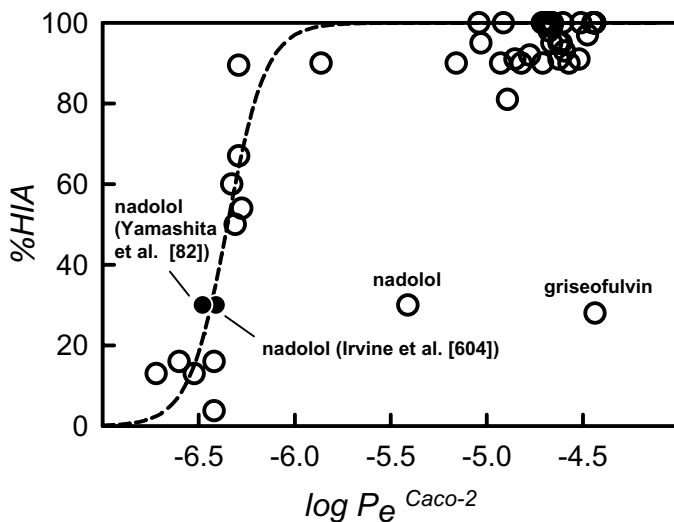 100
80
60
40
20
0
%HIA
nadolol
(Yamashita
et al. [82])
nadolol
griseofulvin
nadolol (Irvine et al. [604])
-6.5
-6.0
-5.5
-5.0
-4.5
log Pe Caco-2